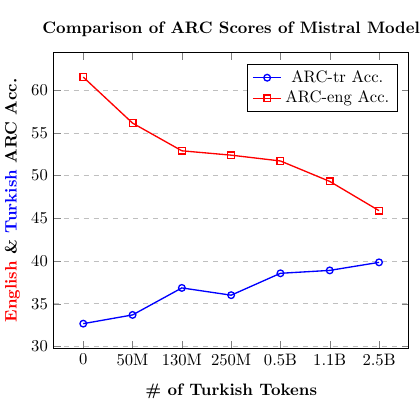 Comparison of ARC Scores of Mistral Model
ARC-tr Acc.
ARC-eng Acc.
English & Turkish ARC Acc.
60
55
50
45
40
35
30
0 50M 130M 250M 0.5B 1.1B 2.5B
# of Turkish Tokens